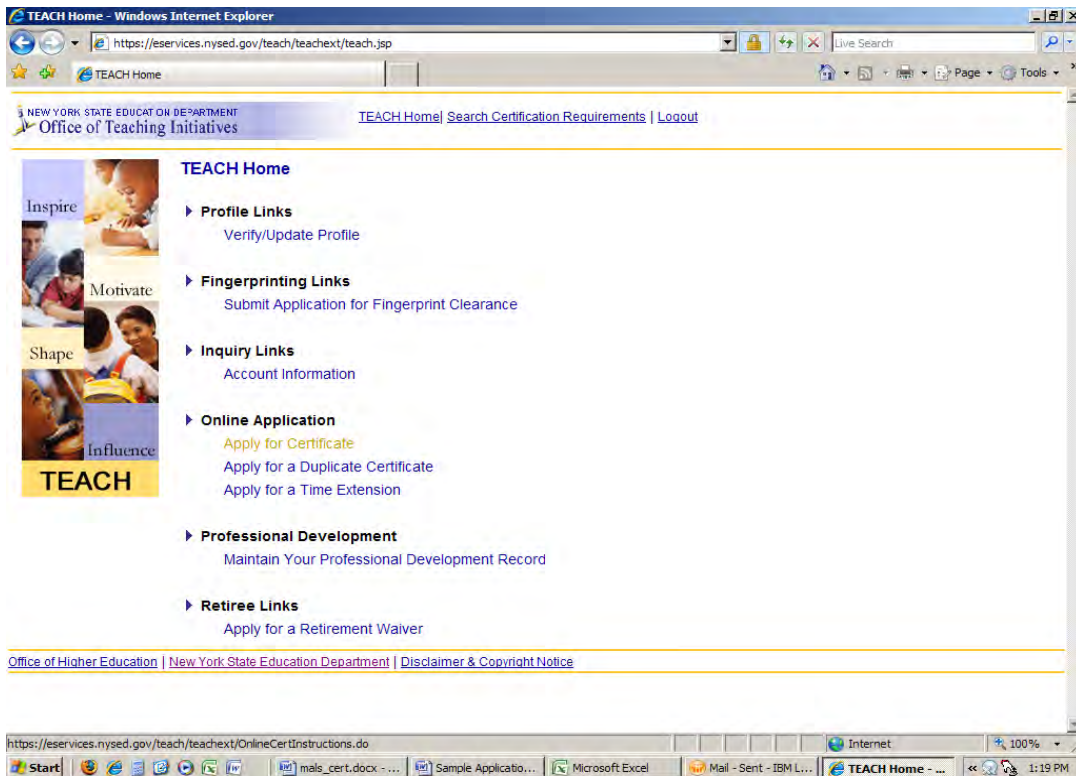 TEACH Home - Windows Internet Explorer
https://eservices.nysed.gov/teach/teachext/teach.jsp
Live Search
TEACH Home
Page
Tools
NEW YORK STATE EDUCATION DEPARTMENT
Office of Teaching Initiatives
TEACH Home| Search Certification Requirements | Logout
TEACH Home
Inspire
Motivate
Shape
Influence
TEACH
Profile Links
Verify/Update Profile
Fingerprinting Links
Submit Application for Fingerprint Clearance
Inquiry Links
Account Information
Online Application
Apply for Certificate
Apply for a Duplicate Certificate
Apply for a Time Extension
Professional Development
Maintain Your Professional Development Record
Retiree Links
Apply for a Retirement Waiver
Office of Higher Education | New York State Education Department | Disclaimer & Copyright Notice
https://eservices.nysed.gov/teach/teachext/OnlineCertInstructions.do
Internet
100%
Start
mals_cert.docx - ...
Sample Applicatio...
Microsoft Excel
Mail - Sent - IBM L...
TEACH Home - ...
1:19 PM